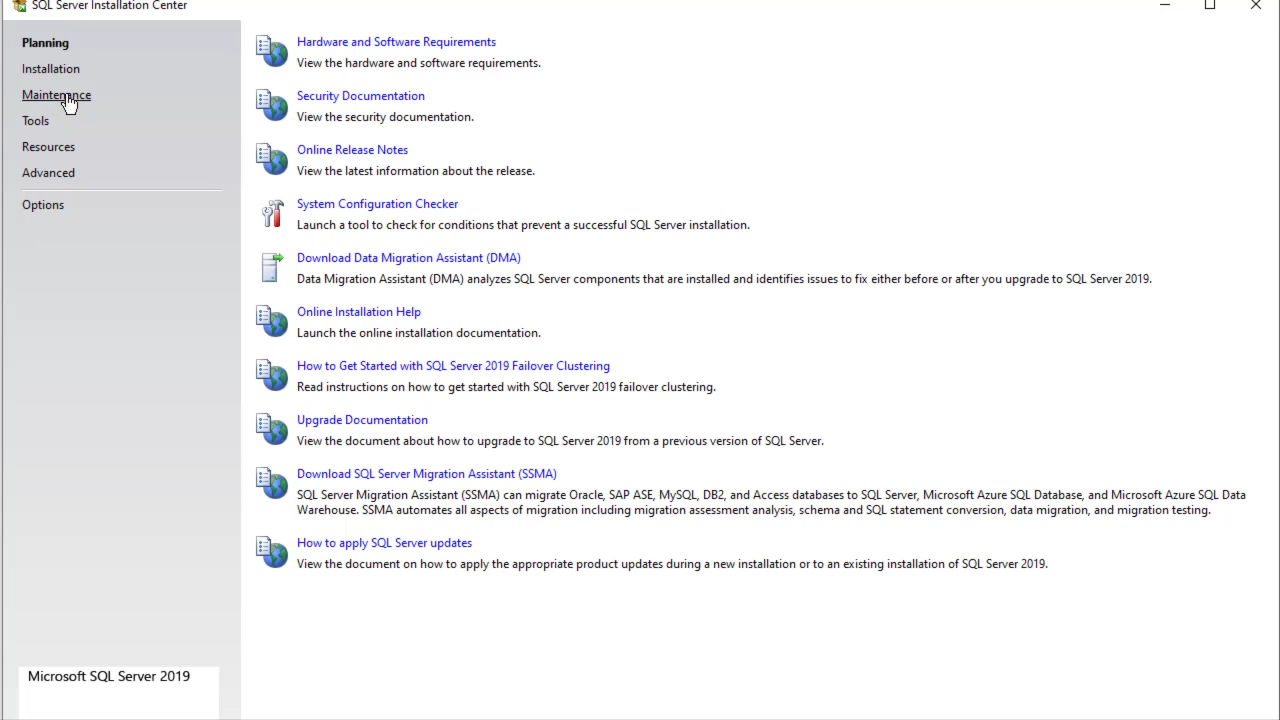 SQL Server Installation Center
Planning
Installation
Maintenance
Tools
Resources
Advanced
Options
Hardware and Software Requirements
View the hardware and software requirements.
Security Documentation
View the security documentation.
Online Release Notes
View the latest information about the release.
System Configuration Checker
Launch a tool to check for conditions that prevent a successful SQL Server installation.
Download Data Migration Assistant (DMA)
Data Migration Assistant (DMA) analyzes SQL Server components that are installed and identifies issues to fix either before or after you upgrade to SQL Server 2019.
Online Installation Help
Launch the online installation documentation.
How to Get Started with SQL Server 2019 Failover Clustering
Read instructions on how to get started with SQL Server 2019 failover clustering.
Upgrade Documentation
View the document about how to upgrade to SQL Server 2019 from a previous version of SQL Server.
Download SQL Server Migration Assistant (SSMA)
SQL Server Migration Assistant (SSMA) can migrate Oracle, SAP ASE, MySQL, DB2, and Access databases to SQL Server, Microsoft Azure SQL Database, and Microsoft Azure SQL Data
Warehouse. SSMA automates all aspects of migration including migration assessment analysis, schema and SQL statement conversion, data migration, and migration testing.
How to apply SQL Server updates
View the document on how to apply the appropriate product updates during a new installation or to an existing installation of SQL Server 2019.
Microsoft SQL Server 2019